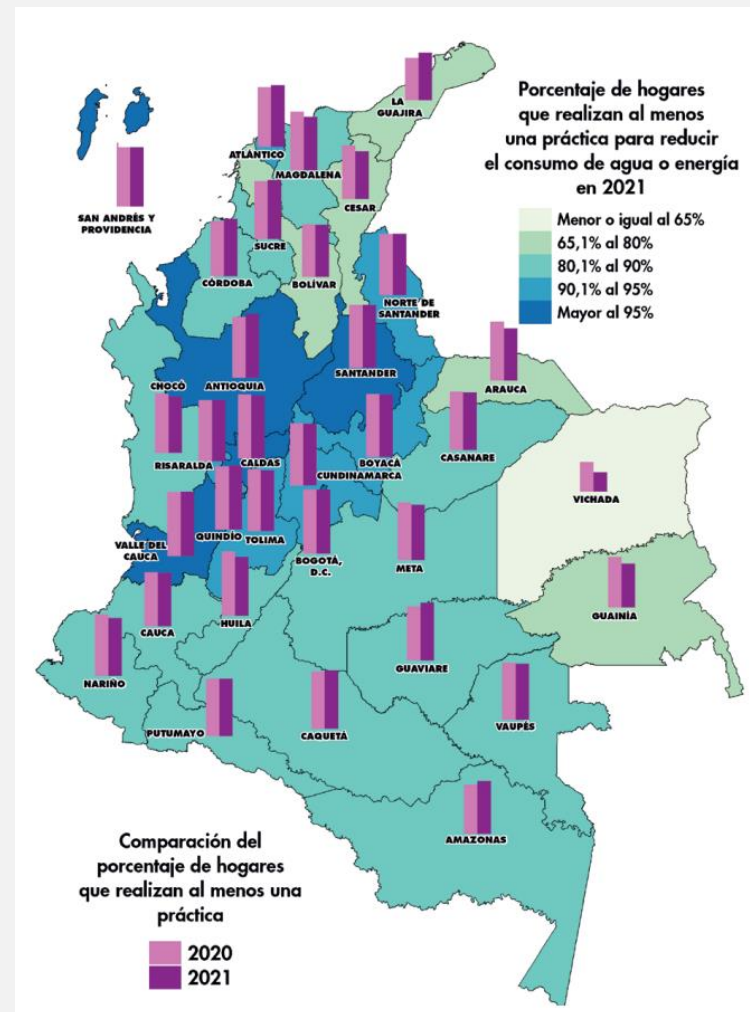 Porcentaje de hogares
que realizan al menos
una práctica para reducir
el consumo de agua o energía
en 2021
Menor o igual al 65%
65,1% al 80%
80,1% al 90%
90,1% al 95%
Mayor al 95%
LA
GUAJIRA
ATLÁNTICO
MAGDALENA
CESAR
SAN ANDRÉS Y
PROVIDENCIA
SUCRE
CÓRDOBA
BOLÍVAR
NORTE DE
SANTANDER
ANTIOQUIA
SANTANDER
ARAUCA
CHOCÓ
RISARALDA
CALDAS
BOYACÁ
CUNDINAMARCA
CASANARE
VICHADA
VALLE DEL
CAUCA
QUINDÍO
TOLIMA
BOGOTÁ,
D.C.
META
GUAINÍA
CAUCA
HUILA
GUAVIARE
NARIÑO
PUTUMAYO
CAQUETÁ
VAUPÉS
AMAZONAS
Comparación del
porcentaje de hogares
que realizan al menos una
práctica
2020
2021